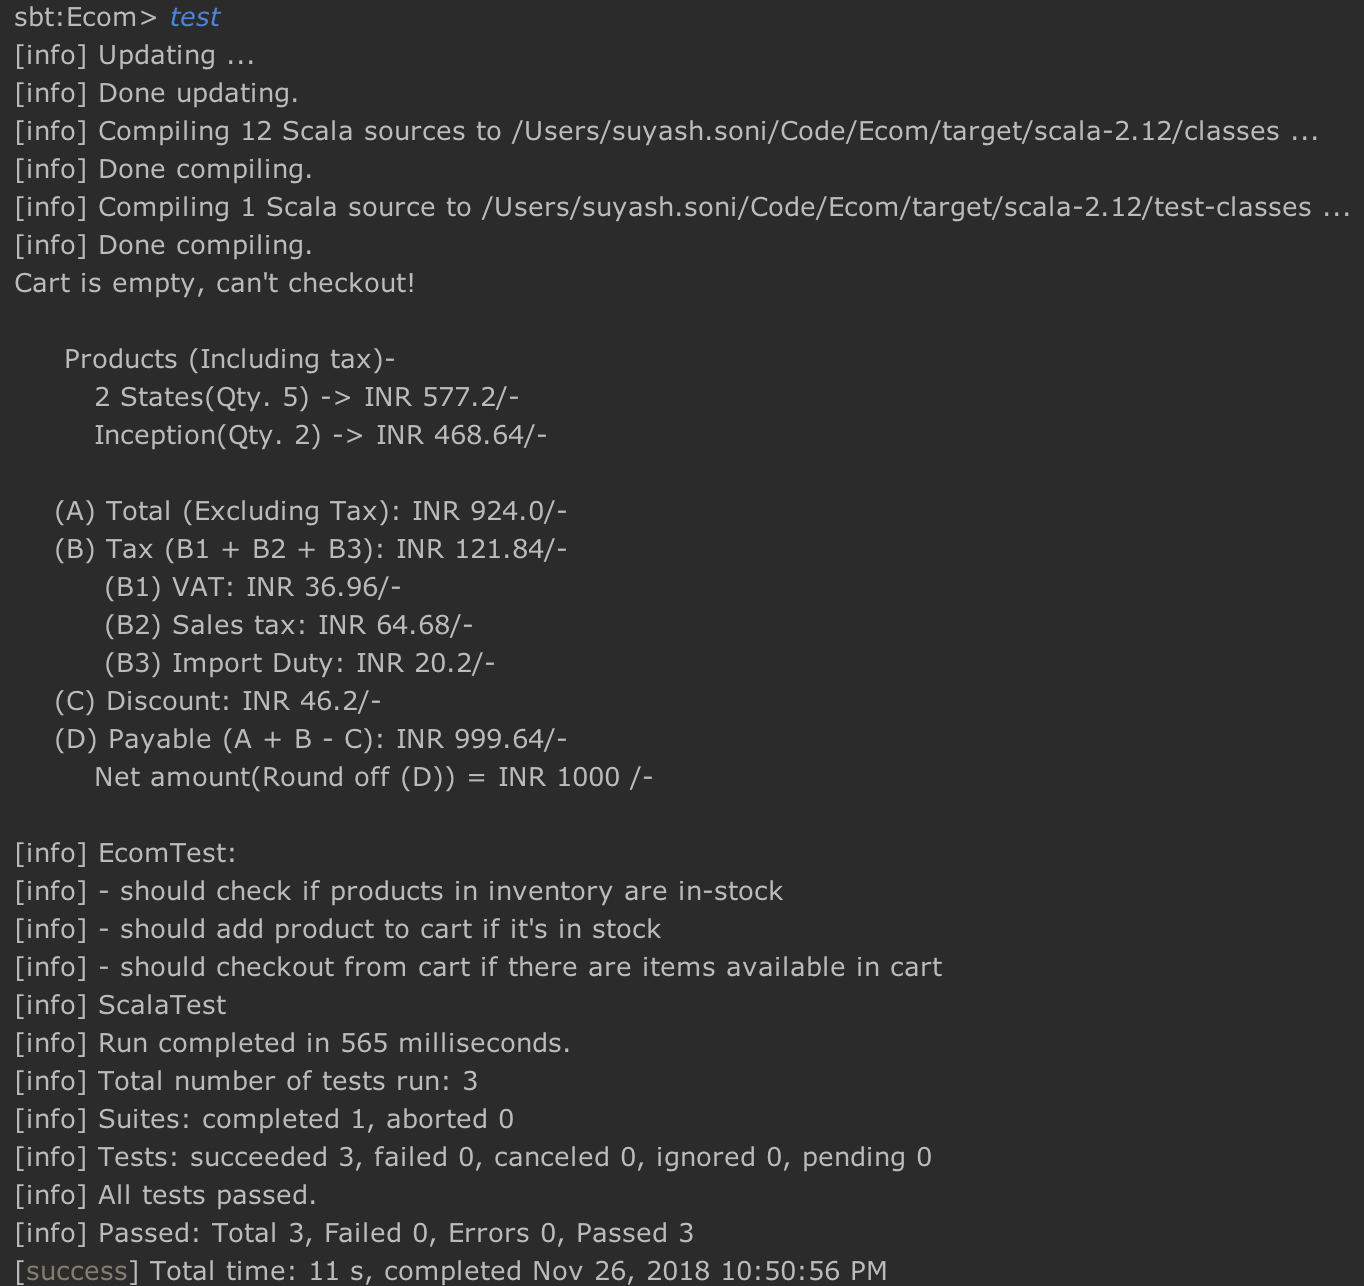 sbt:Ecom> test
[info] Updating ...
[info] Done updating.
[info] Compiling 12 Scala sources to /Users/suyash.soni/Code/Ecom/target/scala-2.12/classes ...
[info] Done compiling.
[info] Compiling 1 Scala source to /Users/suyash.soni/Code/Ecom/target/scala-2.12/test-classes ...
[info] Done compiling.
Cart is empty, can't checkout!
Products (Including tax)-
2 States(Qty. 5) -> INR 577.2/-
Inception(Qty. 2) -> INR 468.64/-
(A) Total (Excluding Tax): INR 924.0/-
(B) Tax (B1 + B2 + B3): INR 121.84/-
(B1) VAT: INR 36.96/-
(B2) Sales tax: INR 64.68/-
(B3) Import Duty: INR 20.2/-
(C) Discount: INR 46.2/-
(D) Payable (A + B - C): INR 999.64/-
Net amount(Round off (D)) = INR 1000 /-
[info] EcomTest:
[info] - should check if products in inventory are in-stock
[info] - should add product to cart if it's in stock
[info] - should checkout from cart if there are items available in cart
[info] ScalaTest
[info] Run completed in 565 milliseconds.
[info] Total number of tests run: 3
[info] Suites: completed 1, aborted 0
[info] Tests: succeeded 3, failed 0, canceled 0, ignored 0, pending 0
[info] All tests passed.
[info] Passed: Total 3, Failed 0, Errors 0, Passed 3
[success] Total time: 11 s, completed Nov 26, 2018 10:50:56 PM